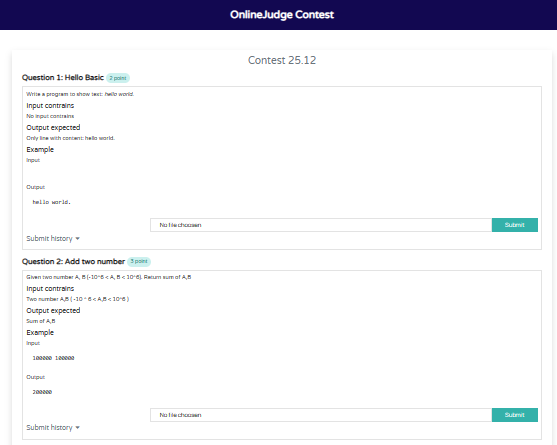 OnlineJudge Contest
Contest 25.12
Question 1: Hello Basic 2 point
Write a program to show text: hello world.
Input contrains
No input contrains
Output expected
Only line with content: hello world.
Example
Input
Output
hello world.
No file choosen Submit
Submit history
Question 2: Add two number 3 point
Given two number A, B (-10^6 < A, B < 10^6). Return sum of A,B
Input contrains
Two number A,B ( -10 ^ 6 < A,B < 10^6 )
Output expected
Sum of A,B
Example
Input
100000 100000
Output
200000
No file choosen Submit
Submit history